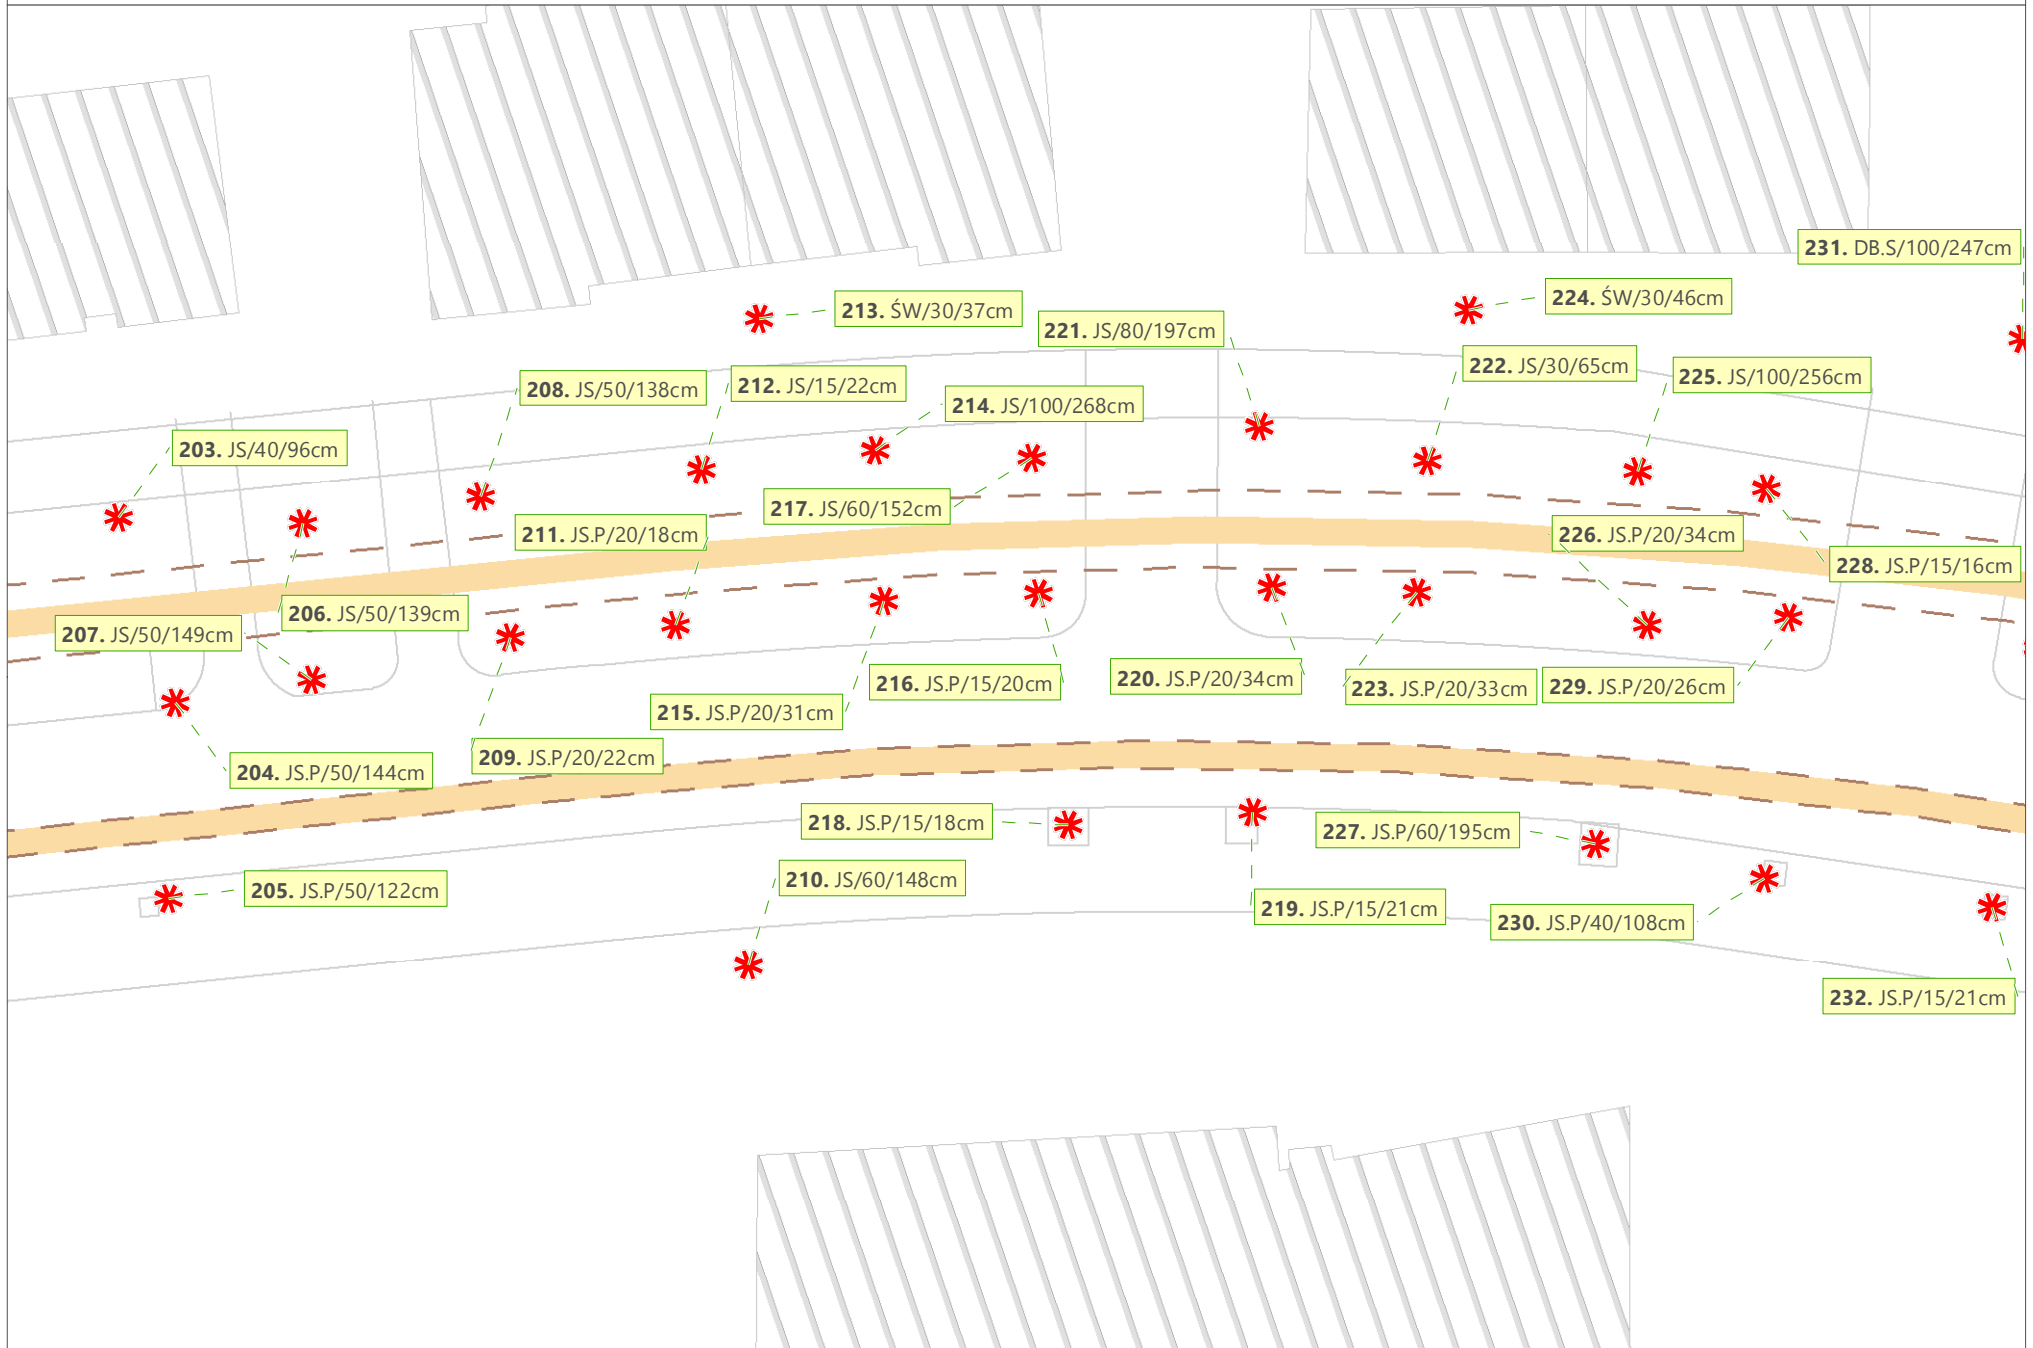 231. DB.S/100/247cm
224. ŚW/30/46cm
213. ŚW/30/37cm
221. JS/80/197cm
222. JS/30/65cm
225. JS/100/256cm
212. JS/15/22cm
208. JS/50/138cm
214. JS/100/268cm
203. JS/40/96cm
217. JS/60/152cm
211. JS.P/20/18cm
226. JS.P/20/34cm
228. JS.P/15/16cm
206. JS/50/139cm
207. JS/50/149cm
220. JS.P/20/34cm
216. JS.P/15/20cm
229. JS.P/20/26cm
223. JS.P/20/33cm
215. JS.P/20/31cm
209. JS.P/20/22cm
204. JS.P/50/144cm
218. JS.P/15/18cm
227. JS.P/60/195cm
210. JS/60/148cm
205. JS.P/50/122cm
219. JS.P/15/21cm
230. JS.P/40/108cm
232. JS.P/15/21cm